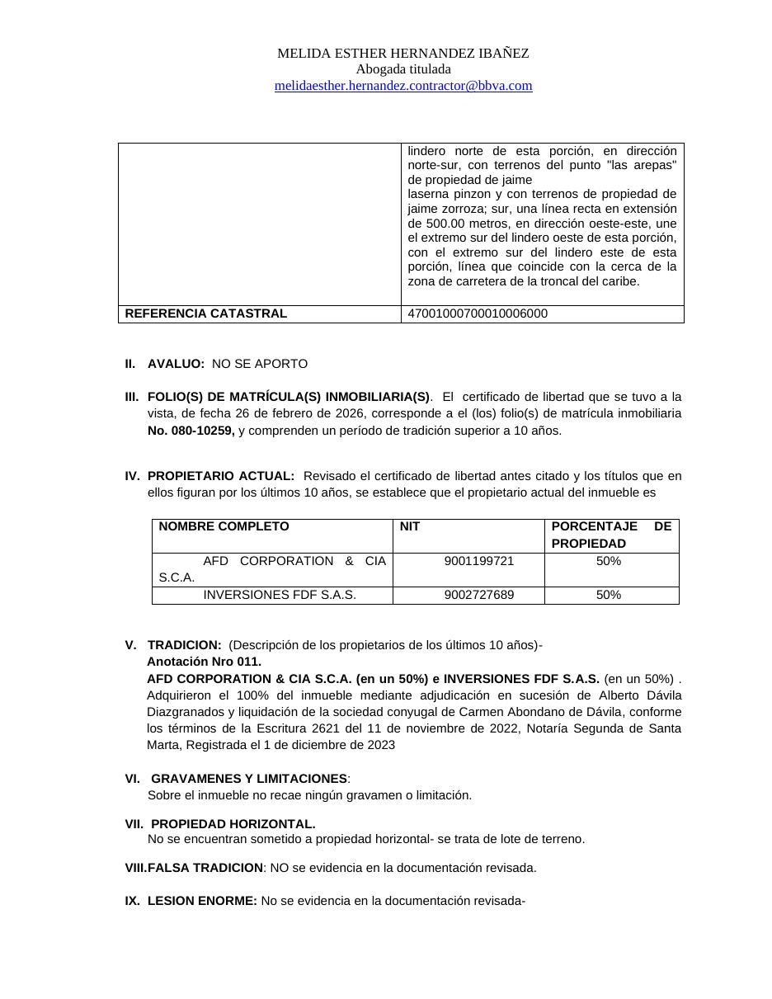 MELIDA ESTHER HERNANDEZ IBAÑEZ
Abogada titulada
melidaesther.hernandez.contractor@bbva.com
lindero norte de esta porción, en dirección
norte-sur, con terrenos del punto "las arepas"
de propiedad de jaime
laserna pinzon y con terrenos de propiedad de
jaime zorroza; sur, una línea recta en extensión
de 500.00 metros, en dirección oeste-este, une
el extremo sur del lindero oeste de esta porción,
con el extremo sur del lindero este de esta
porción, línea que coincide con la cerca de la
zona de carretera de la troncal del caribe.
REFERENCIA CATASTRAL 47001000700010006000
II. AVALUO: NO SE APORTO
III. FOLIO(S) DE MATRÍCULA(S) INMOBILIARIA(S). El certificado de libertad que se tuvo a la
vista, de fecha 26 de febrero de 2026, corresponde a el (los) folio(s) de matrícula inmobiliaria
No. 080-10259, y comprenden un período de tradición superior a 10 años.
IV. PROPIETARIO ACTUAL: Revisado el certificado de libertad antes citado y los títulos que en
ellos figuran por los últimos 10 años, se establece que el propietario actual del inmueble es
NOMBRE COMPLETO NIT PORCENTAJE DE
PROPIEDAD
AFD CORPORATION & CIA 9001199721 50%
S.C.A.
INVERSIONES FDF S.A.S. 9002727689 50%
V. TRADICION: (Descripción de los propietarios de los últimos 10 años)-
Anotación Nro 011.
AFD CORPORATION & CIA S.C.A. (en un 50%) e INVERSIONES FDF S.A.S. (en un 50%) .
Adquirieron el 100% del inmueble mediante adjudicación en sucesión de Alberto Dávila
Diazgranados y liquidación de la sociedad conyugal de Carmen Abondano de Dávila, conforme
los términos de la Escritura 2621 del 11 de noviembre de 2022, Notaría Segunda de Santa
Marta, Registrada el 1 de diciembre de 2023
VI. GRAVAMENES Y LIMITACIONES:
Sobre el inmueble no recae ningún gravamen o limitación.
VII. PROPIEDAD HORIZONTAL.
No se encuentran sometido a propiedad horizontal- se trata de lote de terreno.
VIII.FALSA TRADICION: NO se evidencia en la documentación revisada.
IX. LESION ENORME: No se evidencia en la documentación revisada-